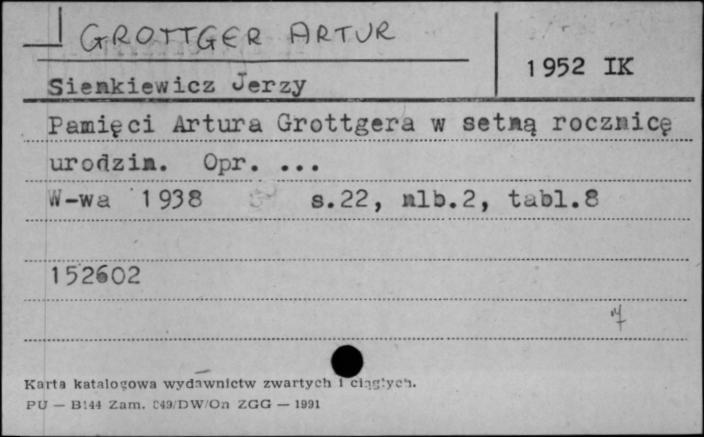 GROTTGER ARTUR
1952 IK
Sienkiewicz Jerzy
Pamięci Artura Grottgera w setną rocznicę
urodzin. Opr. ...
W-wa 1938 s.22, nlb.2, tabl.8
152602
Karta katalogowa wydawnictw zwartych i ciągłych.
PU — B144 Zam. 049/DW/On ZGG — 1991